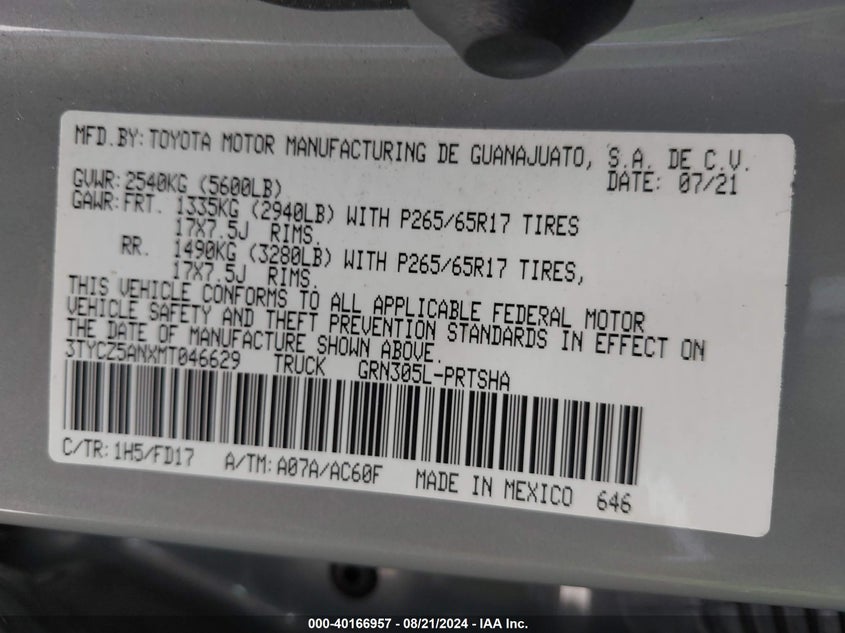 MFD.BY: TOYOTA MOTOR MANUFACTURING DE GUANAJUATO, S.A. DE C.V.
GVWR: 2540KG (5600LB) DATE: 07/21
GAWR: FRT. 1335KG (2940LB) WITH P265/65R17 TIRES
17X7.5J RIMS.
RR. 1490KG (3280LB) WITH P265/65R17 TIRES,
17X7.5J RIMS.
THIS VEHICLE CONFORMS TO ALL APPLICABLE FEDERAL MOTOR
VEHICLE SAFETY AND THEFT PREVENTION STANDARDS IN EFFECT ON
THE DATE OF MANUFACTURE SHOWN ABOVE.
3TYCZ5ANXMT046629 TRUCK GRN305L-PRTSHA
C/TR: 1H5/FD17 A/TM: A07A/AC60F MADE IN MEXICO 646
000-40166957 - 08/21/2024 - IAA Inc.